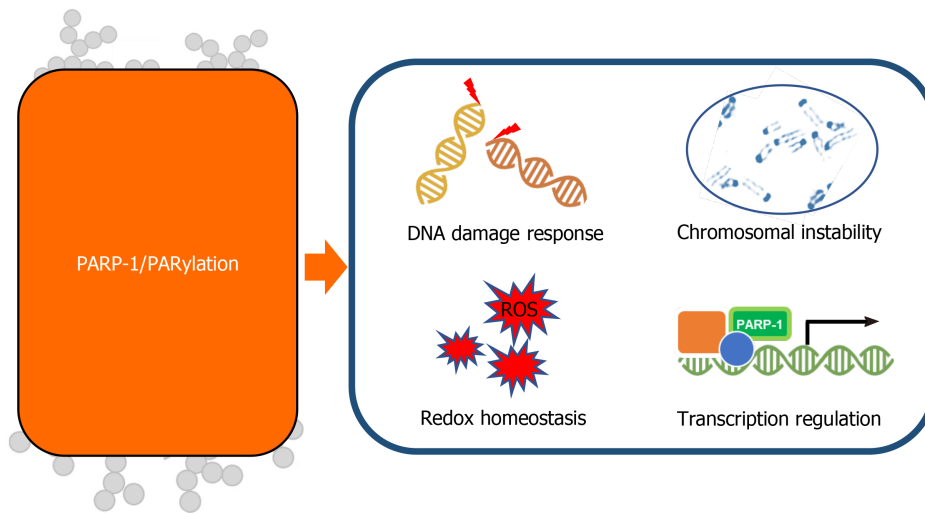 PARP-1/PARylation
DNA damage response
Chromosomal instability
ROS
PARP-1
Redox homeostasis
Transcription regulation